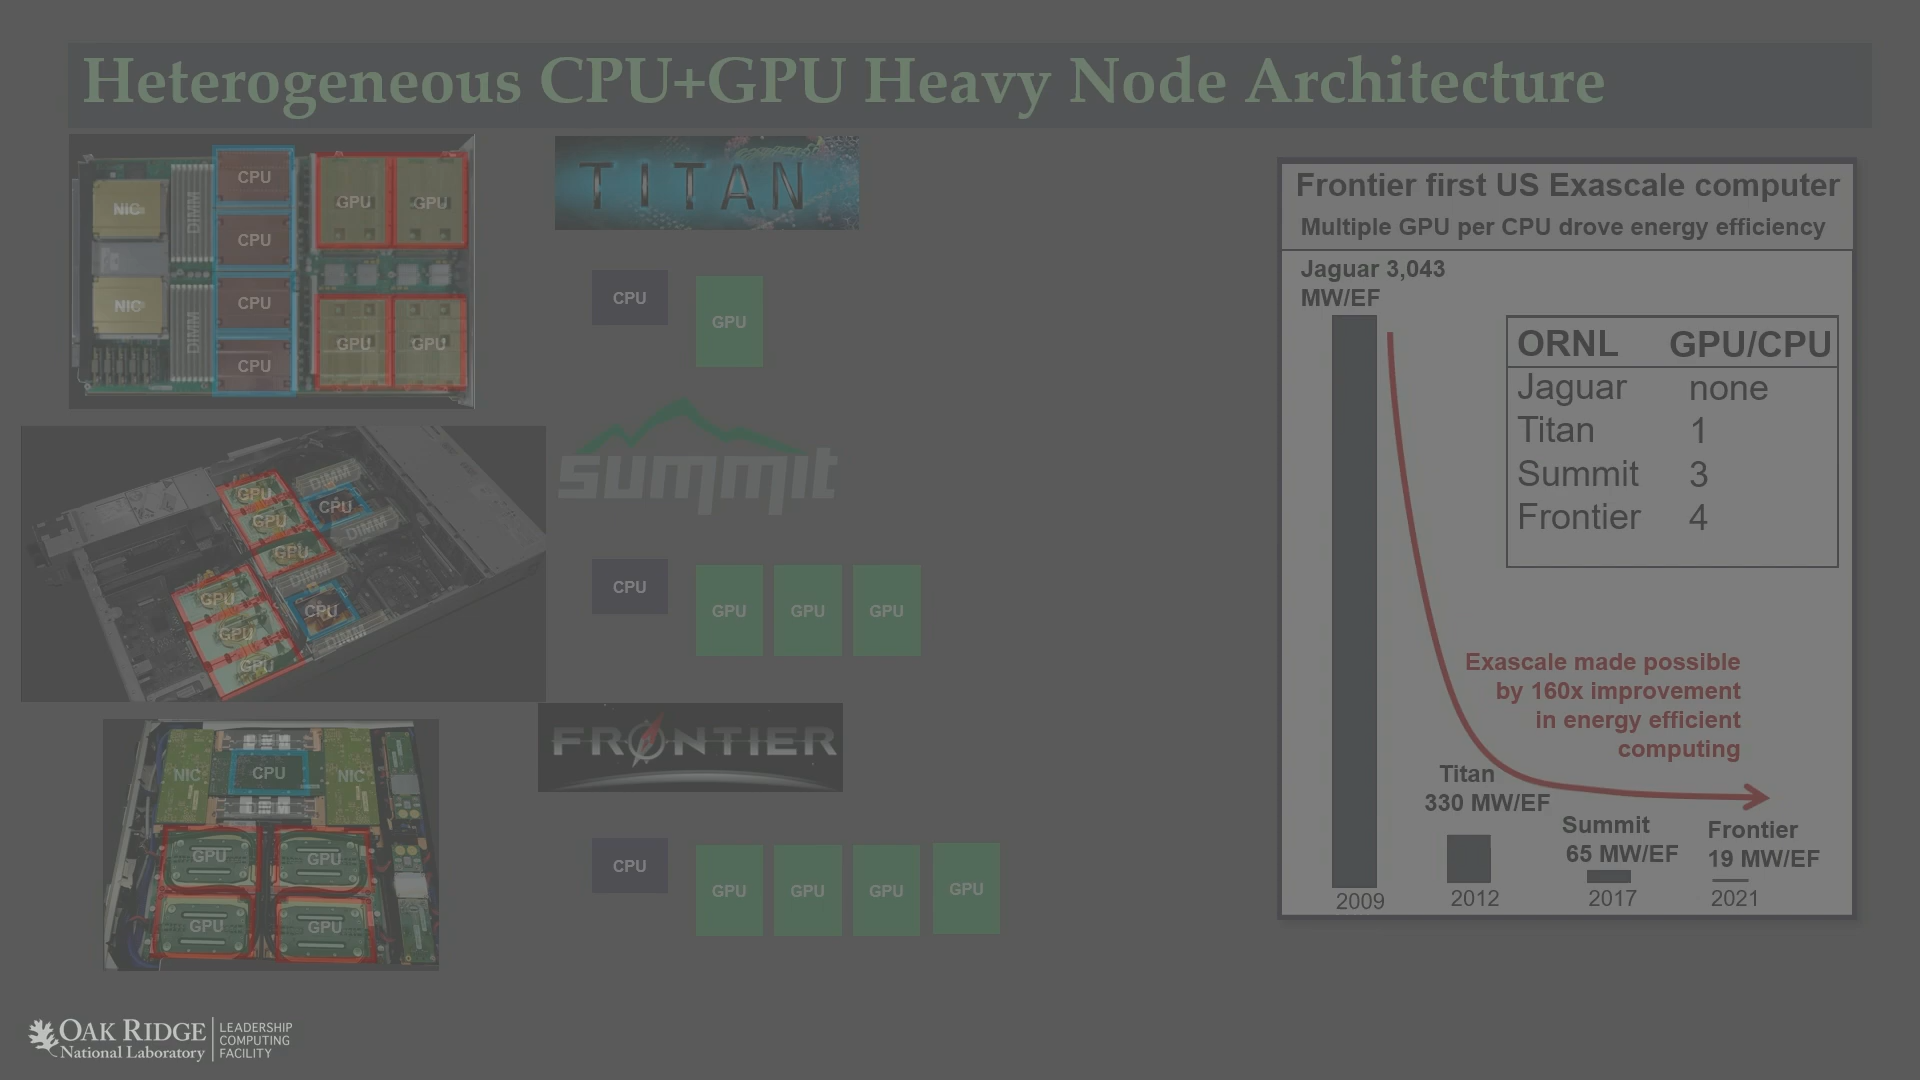 Heterogeneous CPU+GPU Heavy Node Architecture
CPU
GPU GPU
NIC
DIMM
CPU
CPU
NIC
DIMM
GPU GPU
CPU
TITAN
CPU
GPU
GPU
DIMM
CPU
GPU
DIMM
GPU
DIMM
GPU
CPU
GPU
DIMM
GPU
summit
CPU
GPU GPU GPU
NIC
CPU
NIC
GPU GPU
GPU GPU
FRONTIER
CPU
GPU GPU GPU GPU
Frontier first US Exascale computer
Multiple GPU per CPU drove energy efficiency
Jaguar 3,043
MW/EF
ORNL GPU/CPU
Jaguar none
Titan 1
Summit 3
Frontier 4
Exascale made possible
by 160x improvement
in energy efficient
computing
Titan
330 MW/EF
Summit
65 MW/EF
Frontier
19 MW/EF
2009 2012 2017 2021
OAK RIDGE
National Laboratory
LEADERSHIP
COMPUTING
FACILITY